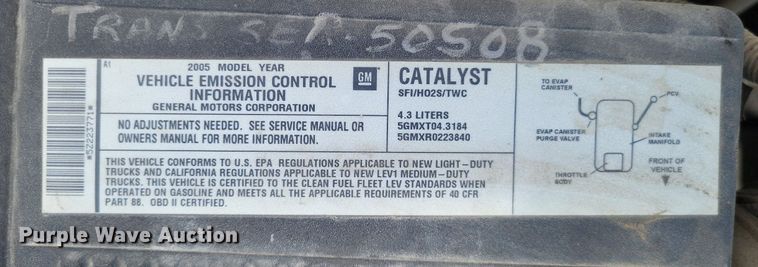 TRANS SER. 50508
A1
2005 MODEL YEAR
VEHICLE EMISSION CONTROL
INFORMATION
GENERAL MOTORS CORPORATION
GM
NO ADJUSTMENTS NEEDED. SEE SERVICE MANUAL OR
OWNERS MANUAL FOR MORE INFORMATION.
CATALYST
SFI/HO2S/TWC
4.3 LITERS
5GMXT04.3184
5GMXR0223840
THIS VEHICLE CONFORMS TO U.S. EPA REGULATIONS APPLICABLE TO NEW LIGHT-DUTY
TRUCKS AND CALIFORNIA REGULATIONS APPLICABLE TO NEW LEV1 MEDIUM-DUTY
TRUCKS. THIS VEHICLE IS CERTIFIED TO THE CLEAN FUEL FLEET LEV STANDARDS WHEN
OPERATED ON GASOLINE AND MEETS ALL THE APPLICABLE REQUIREMENTS OF 40 CFR
PART 88. OBD II CERTIFIED.
TO EVAP
CANISTER
PCV
EVAP CANISTER
PURGE VALVE
INTAKE
MANIFOLD
THROTTLE
BODY
FRONT OF
VEHICLE
*52223771*
Purple Wave Auction